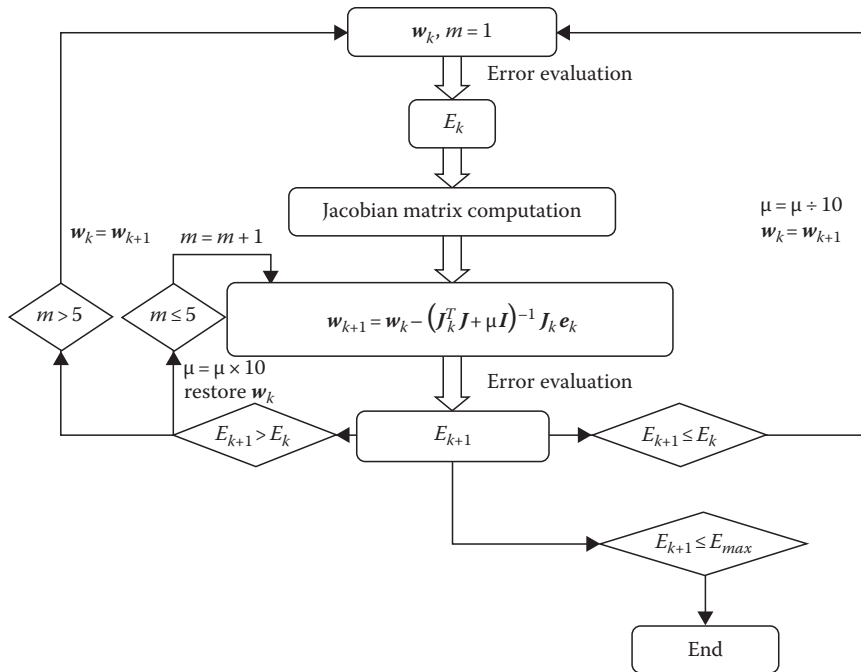 w_k, m = 1
Error evaluation
E_k
Jacobian matrix computation
μ = μ ÷ 10
w_k = w_{k+1}
w_k = w_{k+1}
m = m + 1
m > 5
m ≤ 5
w_{k+1} = w_k − (J_k^T J + μI)^{−1} J_k e_k
μ = μ × 10
restore w_k
Error evaluation
E_{k+1} > E_k
E_{k+1}
E_{k+1} ≤ E_k
E_{k+1} ≤ E_{max}
End